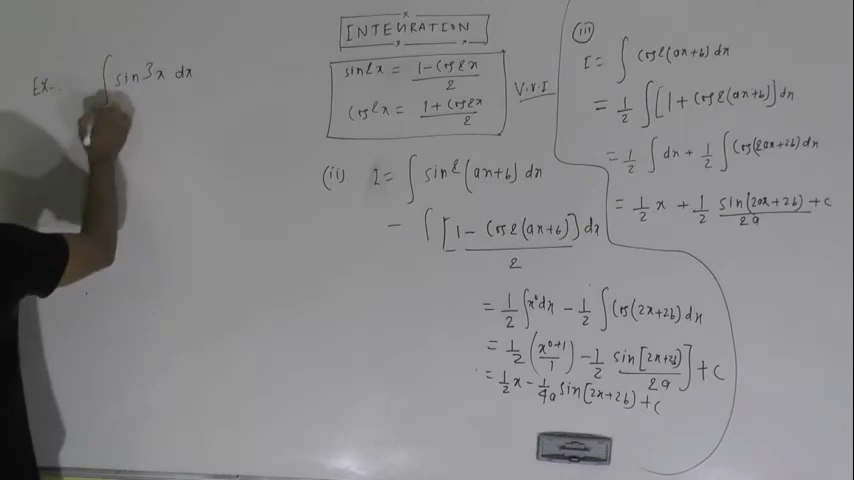 Ex-: ∫ sin3x dx
INTEURATION
sin2x = 1 - Cos2x / 2
Cos2x = 1 + Cos2x / 2
V.V.I
(ii) I = ∫ sin2(ax+b) dx
- ∫ [1 - Cos2(ax+b)] dx / 2
= 1/2 ∫x⁰dx - 1/2 ∫Cos(2x+2b) dx
= 1/2 (x⁰⁺¹/1) - 1/2 sin[2x+2b]/2a] + C
= 1/2 x - 1/4a sin[2x+2b] + C
(iii)
I = ∫ Cos2(ax+b) dx
= 1/2 ∫ [1 + Cos2(ax+b)] dx
= 1/2 ∫ dx + 1/2 ∫ Cos(2ax+2b) dx
= 1/2 x + 1/2 sin(2ax+2b)/2a + C